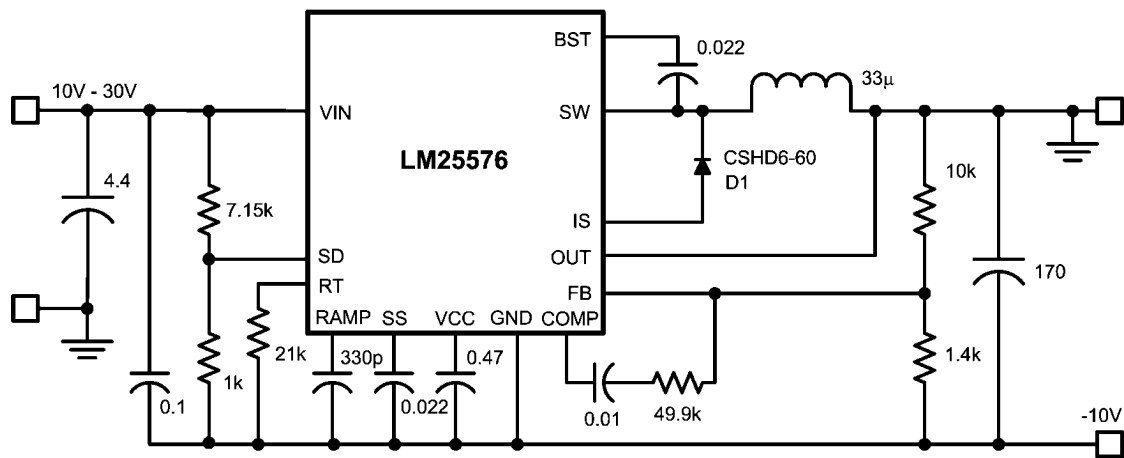 BST
0.022
33μ
10V - 30V
VIN
SW
LM25576
CSHD6-60
D1
4.4
7.15k
10k
IS
SD
OUT
170
RT
FB
RAMP
SS
VCC
GND
COMP
21k
330p
0.47
1.4k
1k
0.1
0.022
0.01
49.9k
-10V